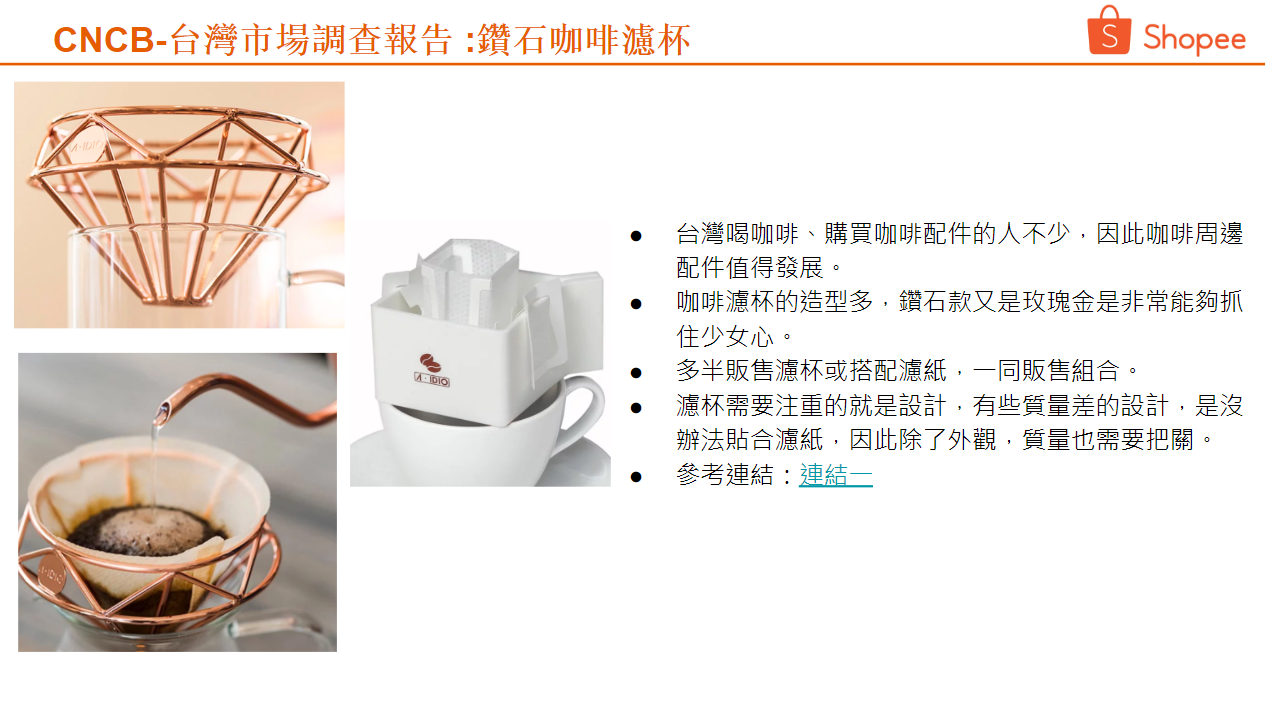 CNCB-台灣市場調查報告 :鑽石咖啡濾杯
S Shopee
A·IDIO
● 台灣喝咖啡、購買咖啡配件的人不少，因此咖啡周邊
配件值得發展。
● 咖啡濾杯的造型多，鑽石款又是玫瑰金是非常能夠抓
住少女心。
● 多半販售濾杯或搭配濾紙，一同販售組合。
● 濾杯需要注重的就是設計，有些質量差的設計，是沒
辦法貼合濾紙，因此除了外觀，質量也需要把關。
● 參考連結：連結一
A·IDIO
A·IDIO